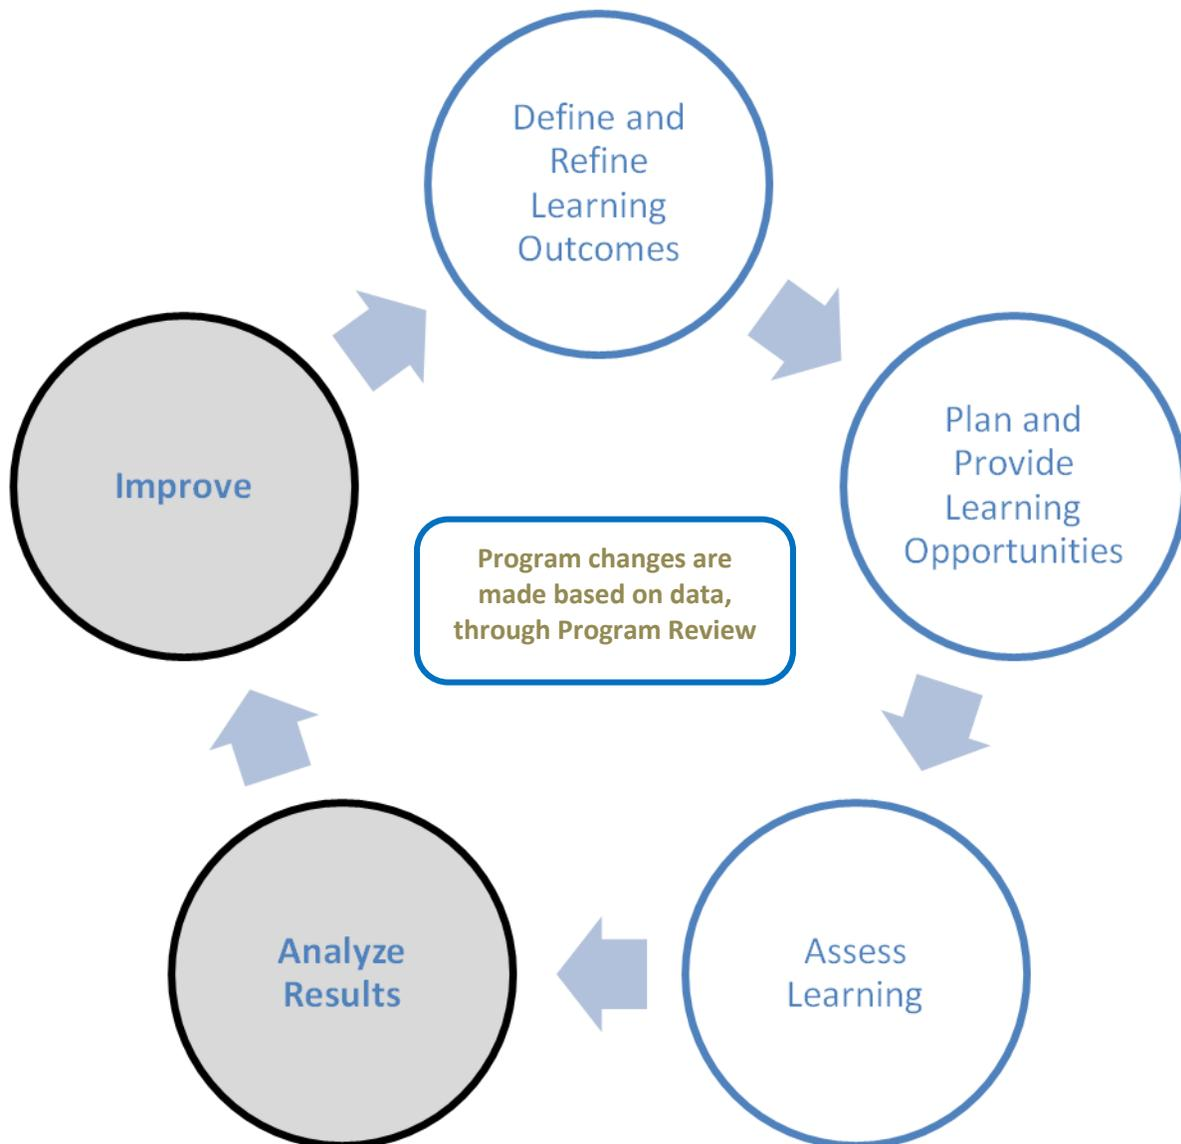 Define and
Refine
Learning
Outcomes
Plan and
Provide
Learning
Opportunities
Assess
Learning
Analyze
Results
Improve
Program changes are
made based on data,
through Program Review